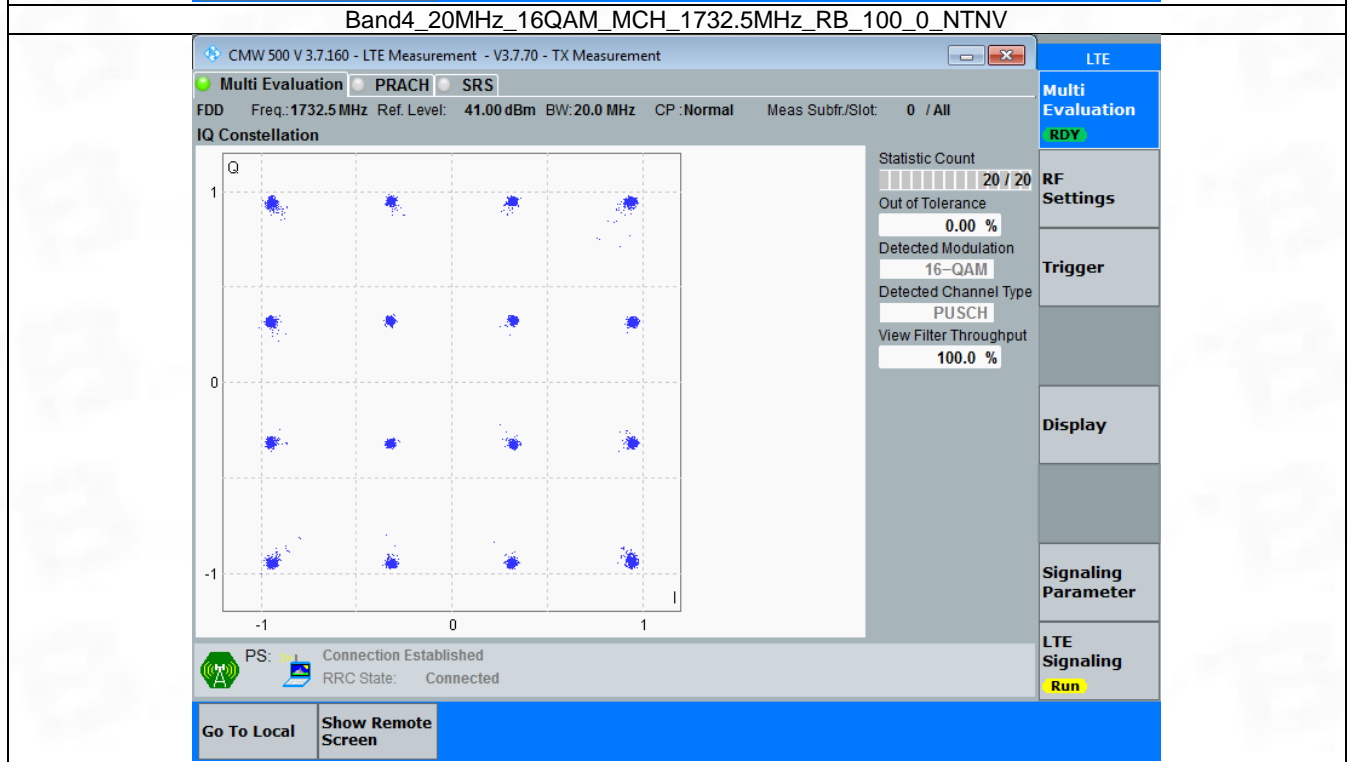 Band4_20MHz_16QAM_MCH_1732.5MHz_RB_100_0_NTNV
CMW 500 V 3.7.160 - LTE Measurement - V3.7.70 - TX Measurement
LTE
Multi Evaluation PRACH SRS
FDD Freq.:1732.5 MHz Ref. Level: 41.00 dBm BW:20.0 MHz CP :Normal Meas Subfr./Slot: 0 / All
IQ Constellation
Q
1
0
-1
-1 0 1
I
Statistic Count
20 / 20
Out of Tolerance
0.00 %
Detected Modulation
16-QAM
Detected Channel Type
PUSCH
View Filter Throughput
100.0 %
Multi
Evaluation
RDY
RF
Settings
Trigger
Display
Signaling
Parameter
LTE
Signaling
Run
PS: Connection Established
RRC State: Connected
Go To Local
Show Remote
Screen